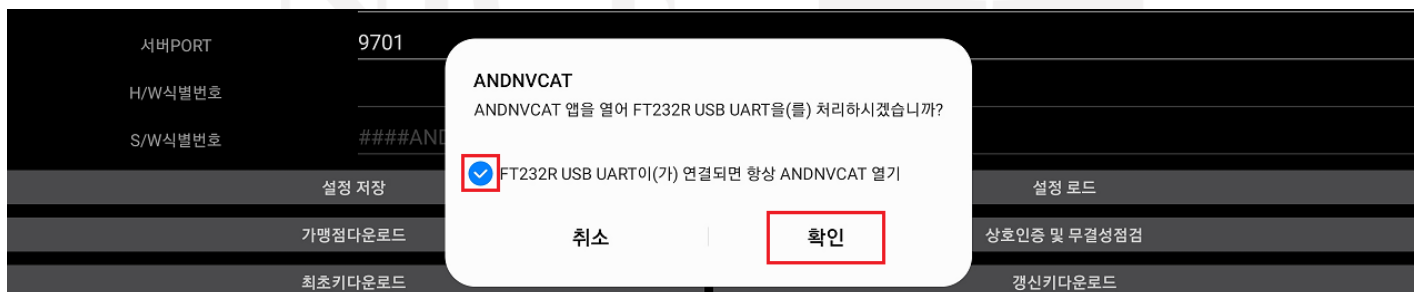 서버PORT 9701
H/W식별번호
S/W식별번호 ####AND
ANDNVCAT
ANDNVCAT 앱을 열어 FT232R USB UART을(를) 처리하시겠습니까?
FT232R USB UART이(가) 연결되면 항상 ANDNVCAT 열기
취소 확인
설정 저장 설정 로드
가맹점다운로드 상호인증 및 무결성점검
최초키다운로드 갱신키다운로드